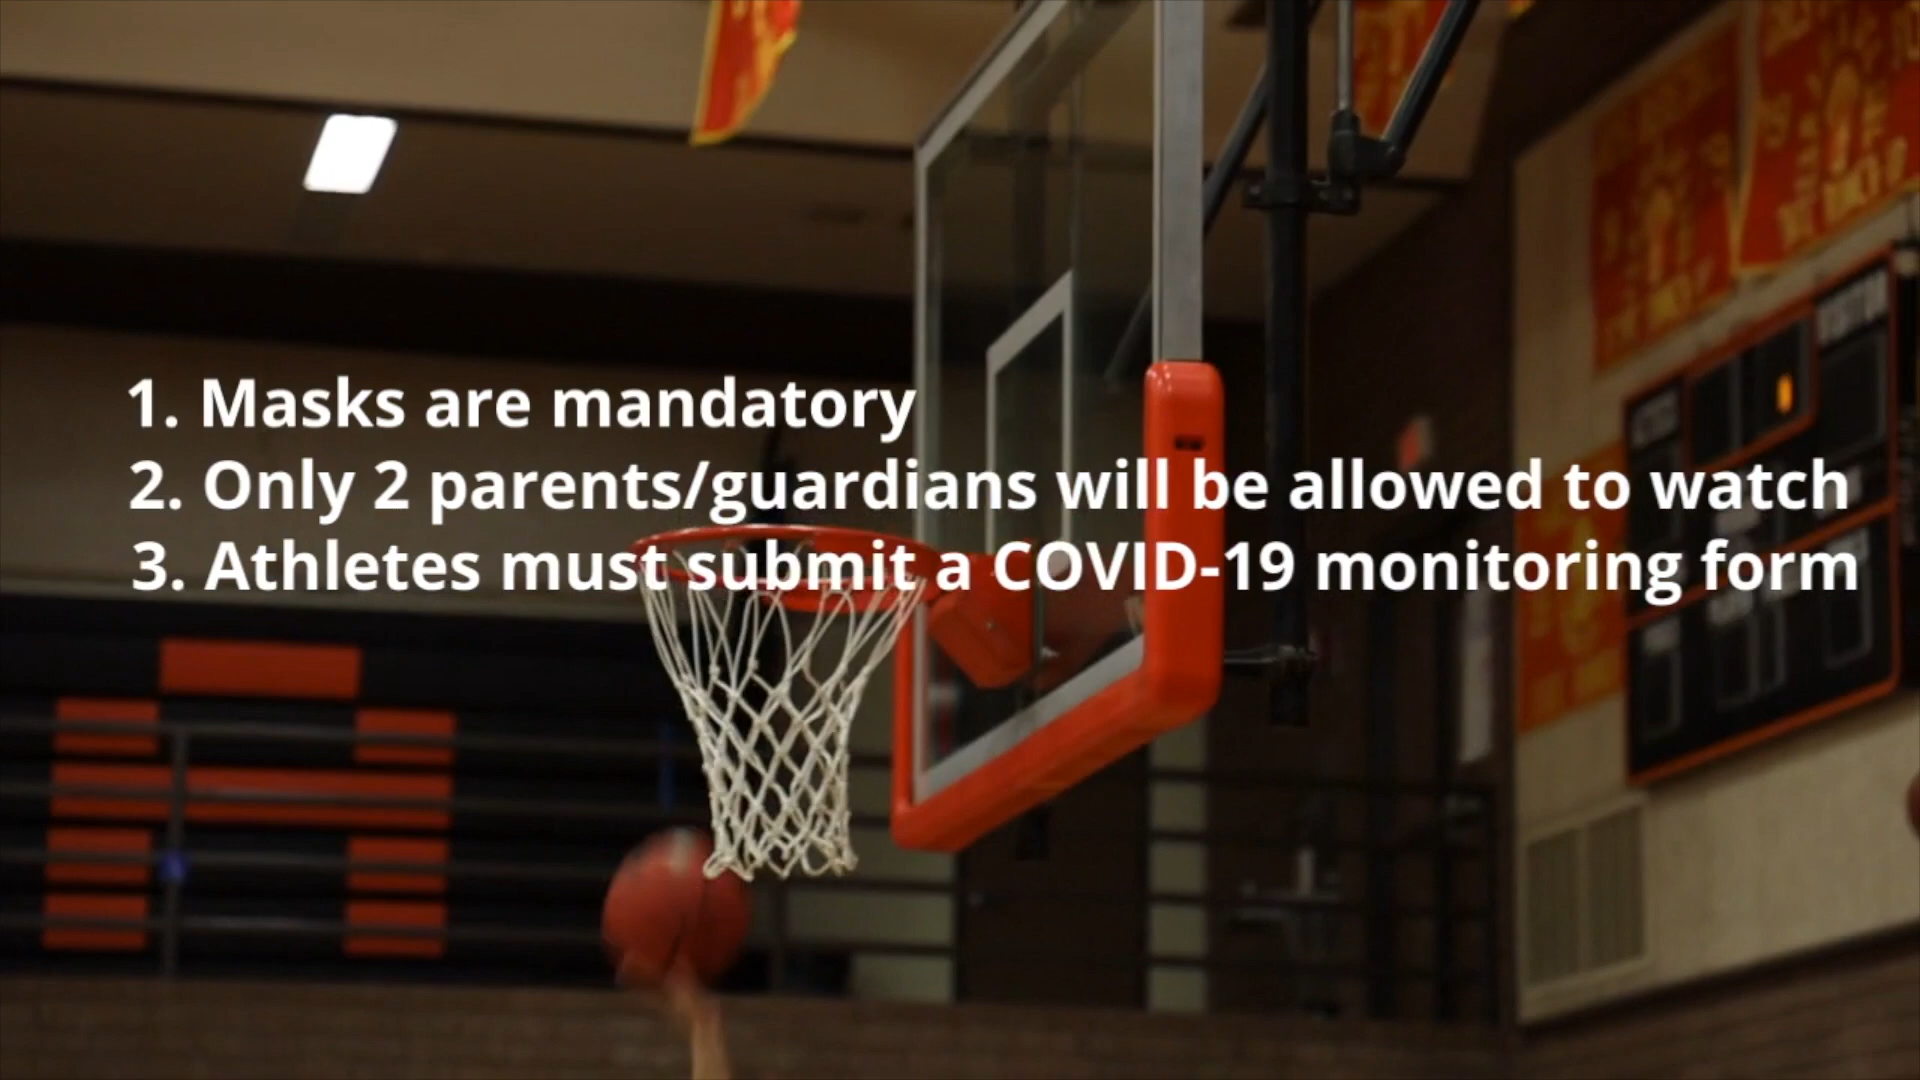 1. Masks are mandatory
2. Only 2 parents/guardians will be allowed to watch
3. Athletes must submit a COVID-19 monitoring form